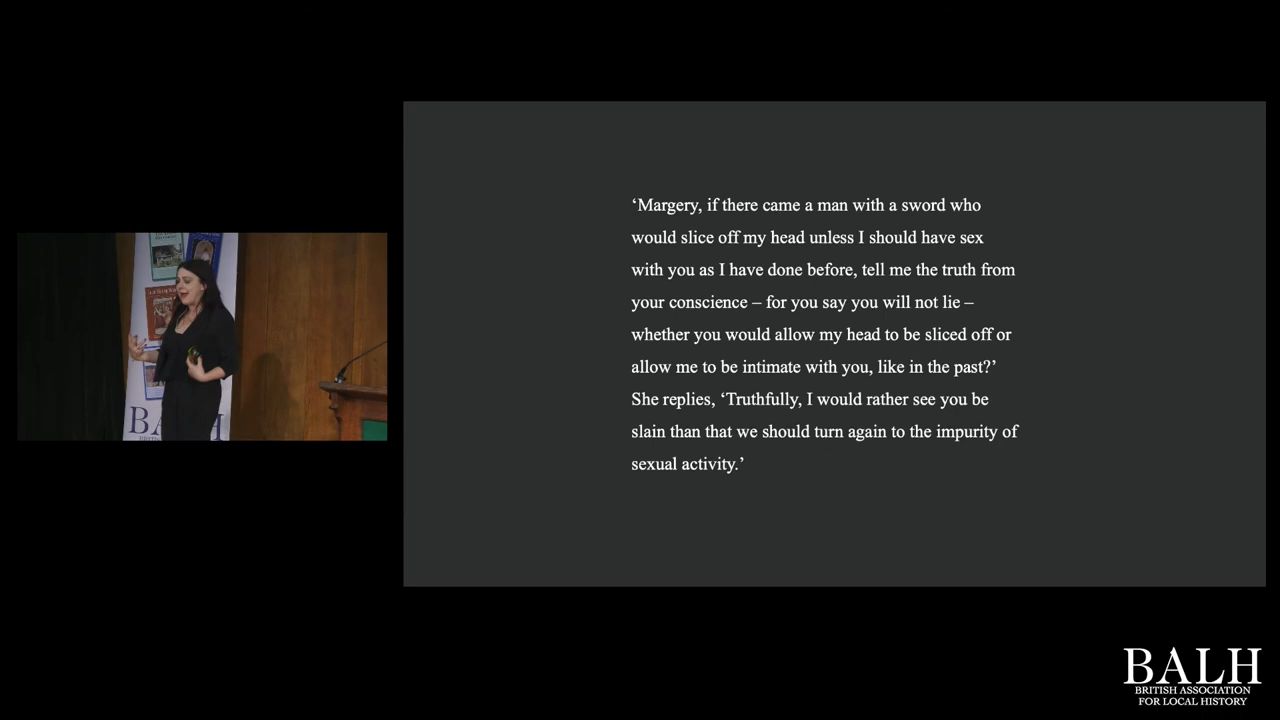 ‘Margery, if there came a man with a sword who
would slice off my head unless I should have sex
with you as I have done before, tell me the truth from
your conscience – for you say you will not lie –
whether you would allow my head to be sliced off or
allow me to be intimate with you, like in the past?’
She replies, ‘Truthfully, I would rather see you be
slain than that we should turn again to the impurity of
sexual activity.’
BALH
BRITISH ASSOCIATION
FOR LOCAL HISTORY